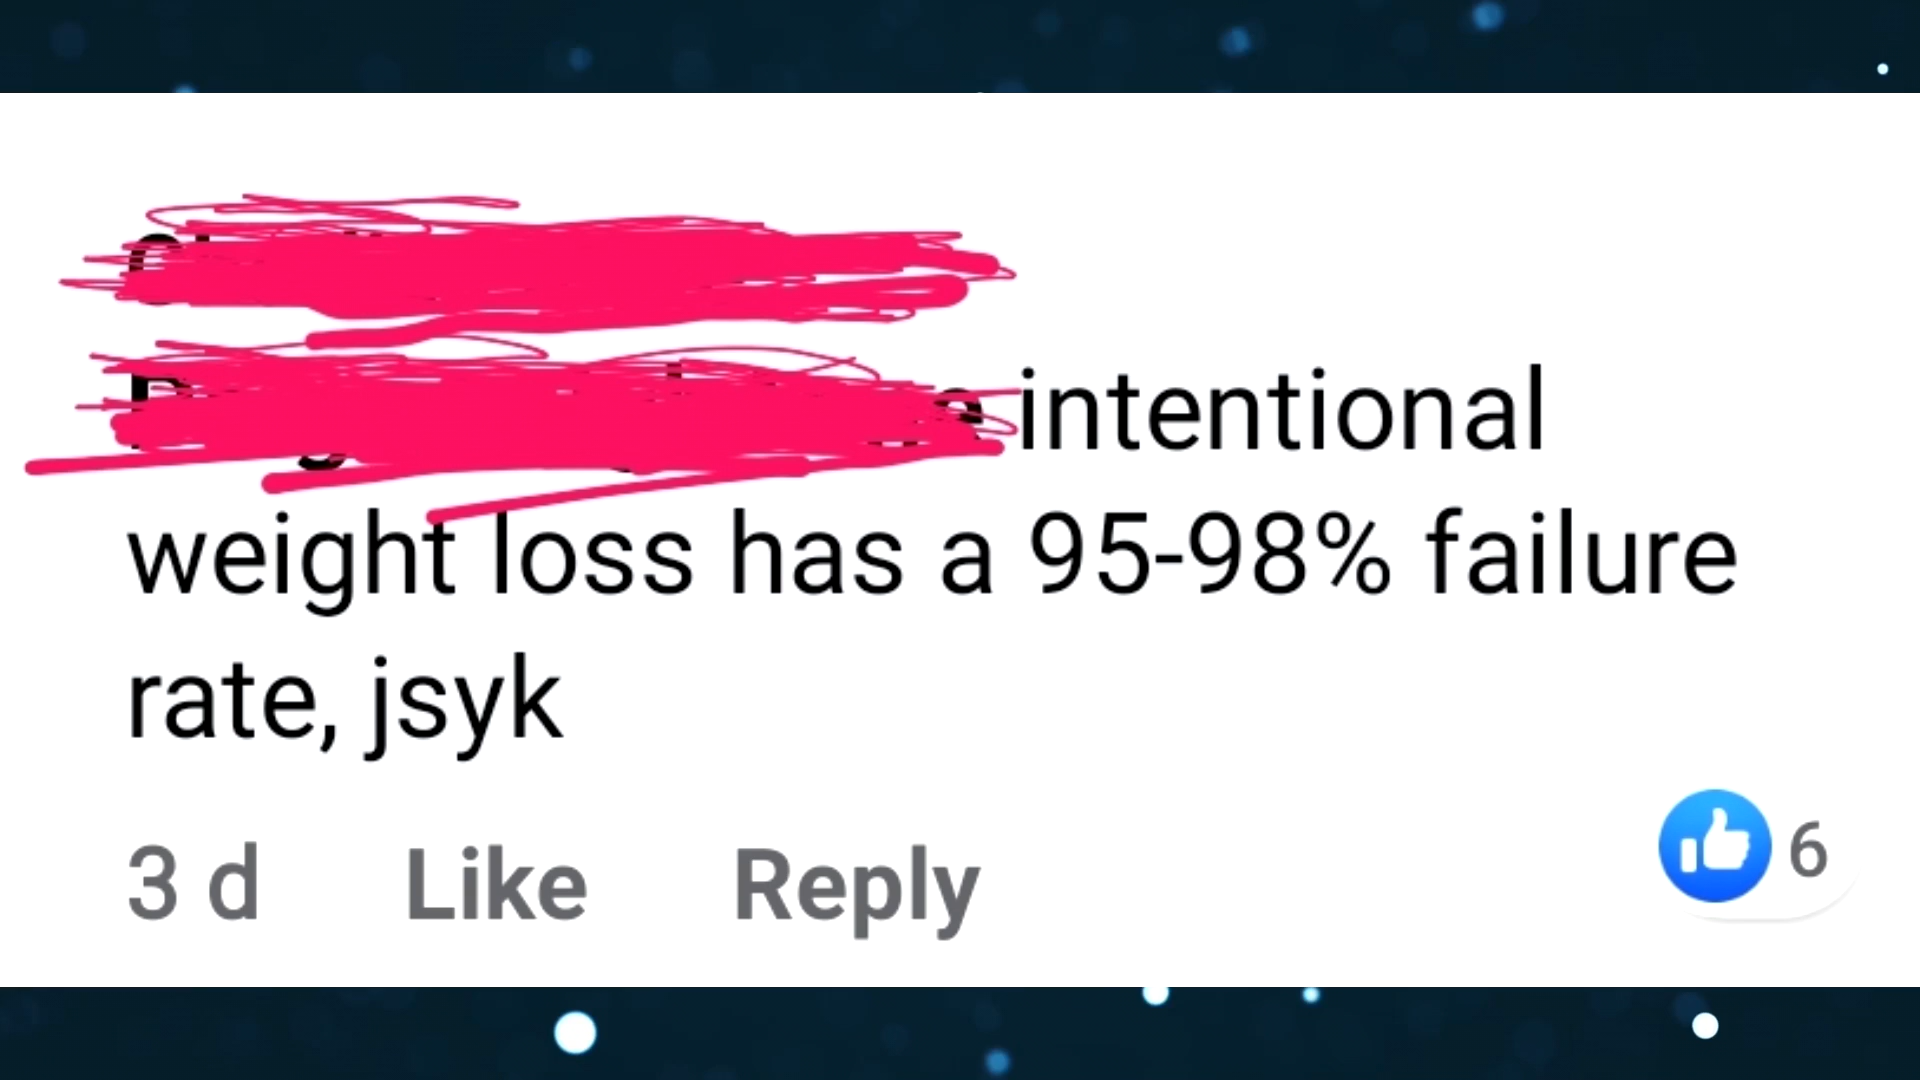 intentional
weight loss has a 95-98% failure
rate, jsyk
3 d Like Reply 6